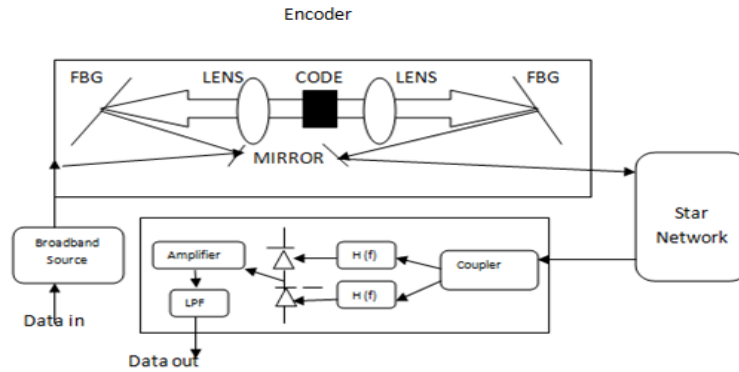 Encoder
FBG LENS CODE LENS FBG
MIRROR
Star
Network
Broadband
Source
Data in
Amplifier H (f) Coupler
LPF H (f)
Data out